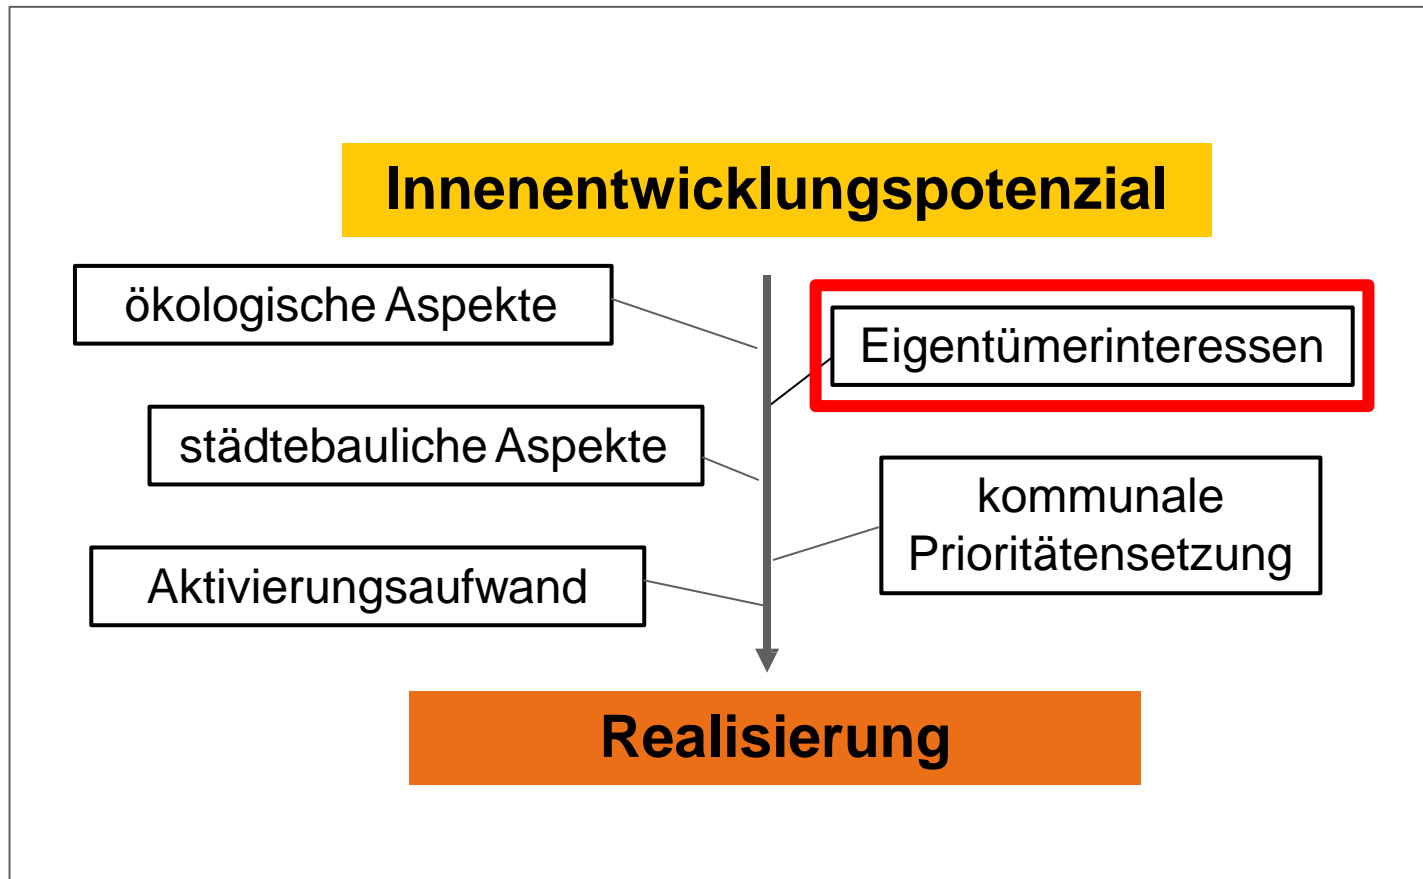 Innenentwicklungspotenzial
ökologische Aspekte
Eigentümerinteressen
städtebauliche Aspekte
kommunale
Prioritätensetzung
Aktivierungsaufwand
Realisierung